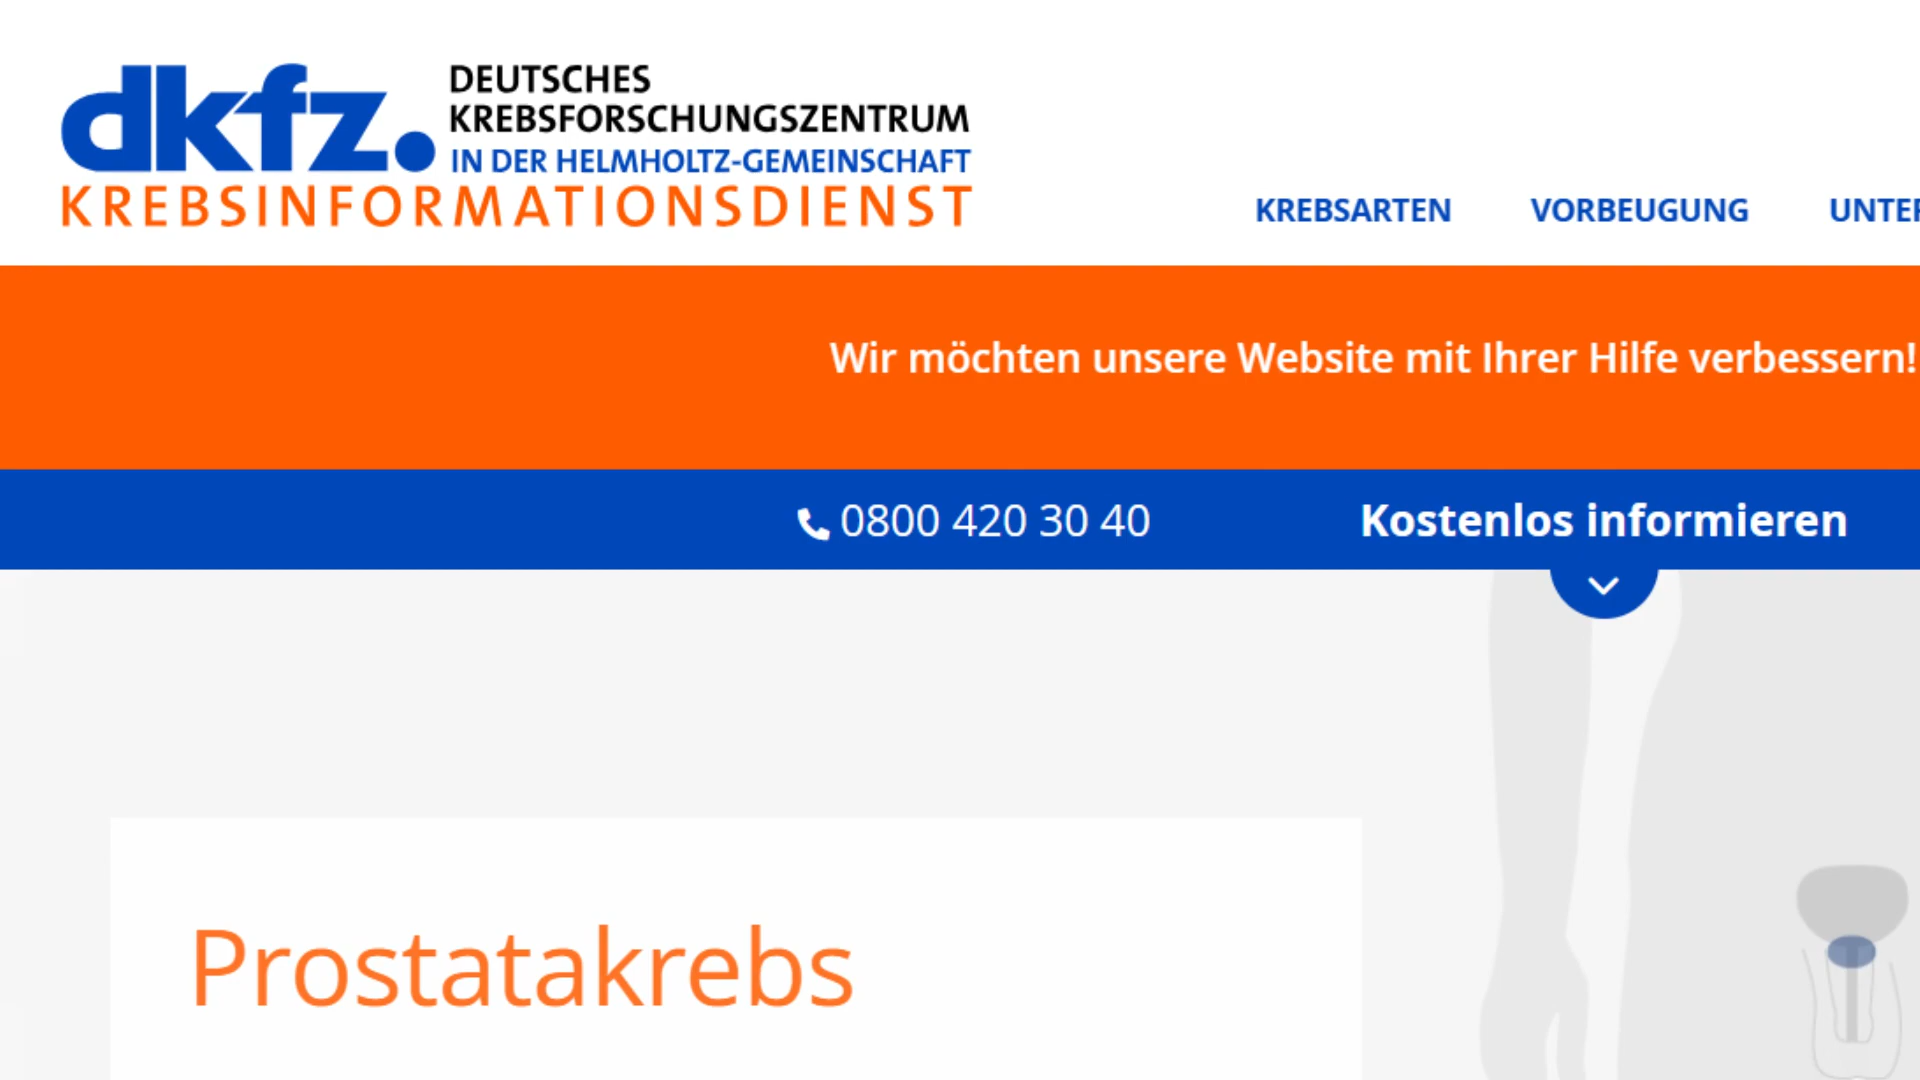 dkfz.
DEUTSCHES
KREBSFORSCHUNGSZENTRUM
IN DER HELMHOLTZ-GEMEINSCHAFT
KREBSINFORMATIONSDIENST
KREBSARTEN VORBEUGUNG
Wir möchten unsere Website mit Ihrer Hilfe verbessern!
0800 420 30 40 Kostenlos informieren
Prostatakrebs